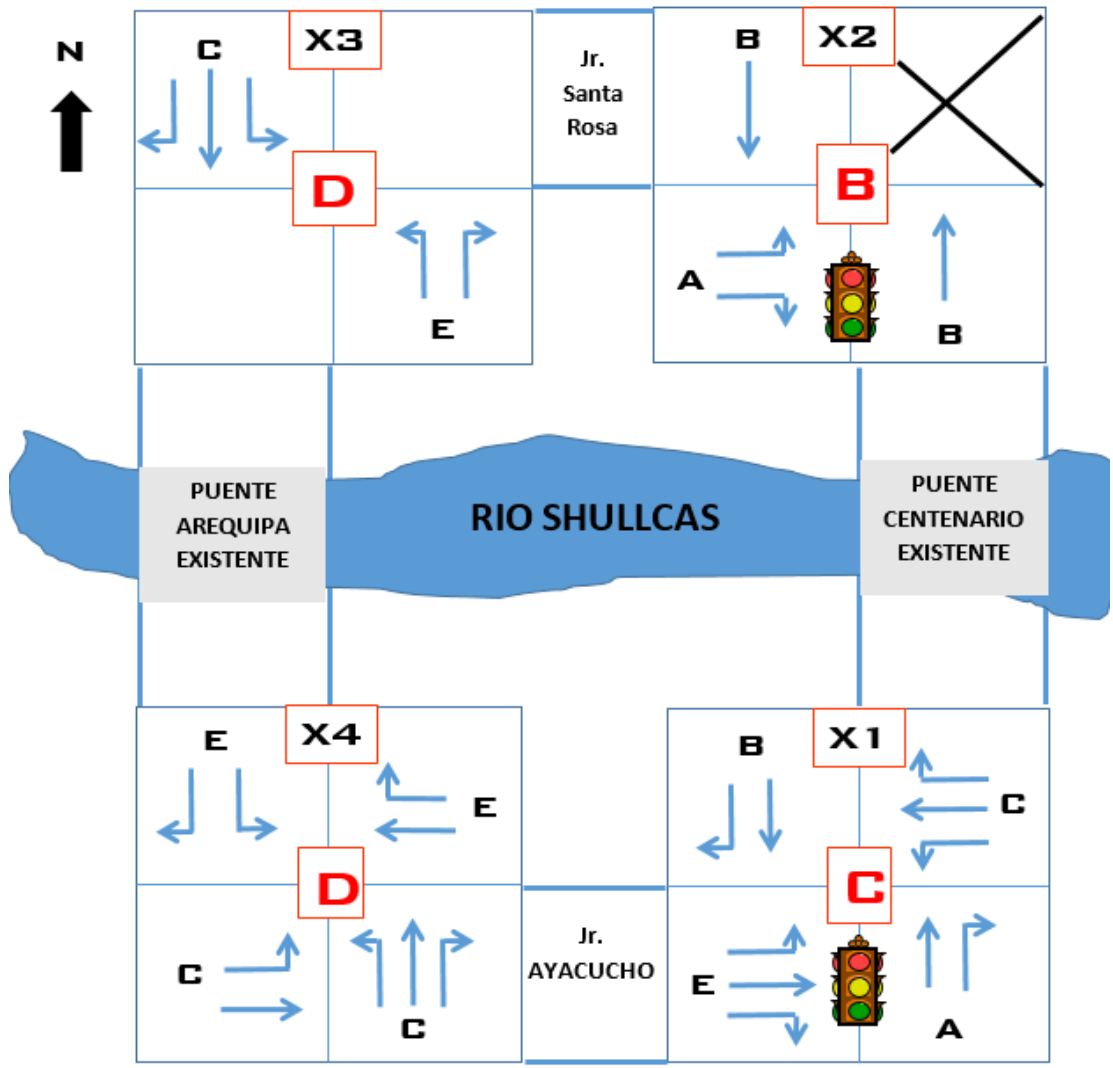 N
C
X3
Jr.
Santa
Rosa
B
X2
D
B
E
A
B
PUENTE
AREQUIPA
EXISTENTE
RIO SHULLCAS
PUENTE
CENTENARIO
EXISTENTE
E
X4
E
B
X1
C
D
C
C
C
Jr.
AYACUCHO
E
A